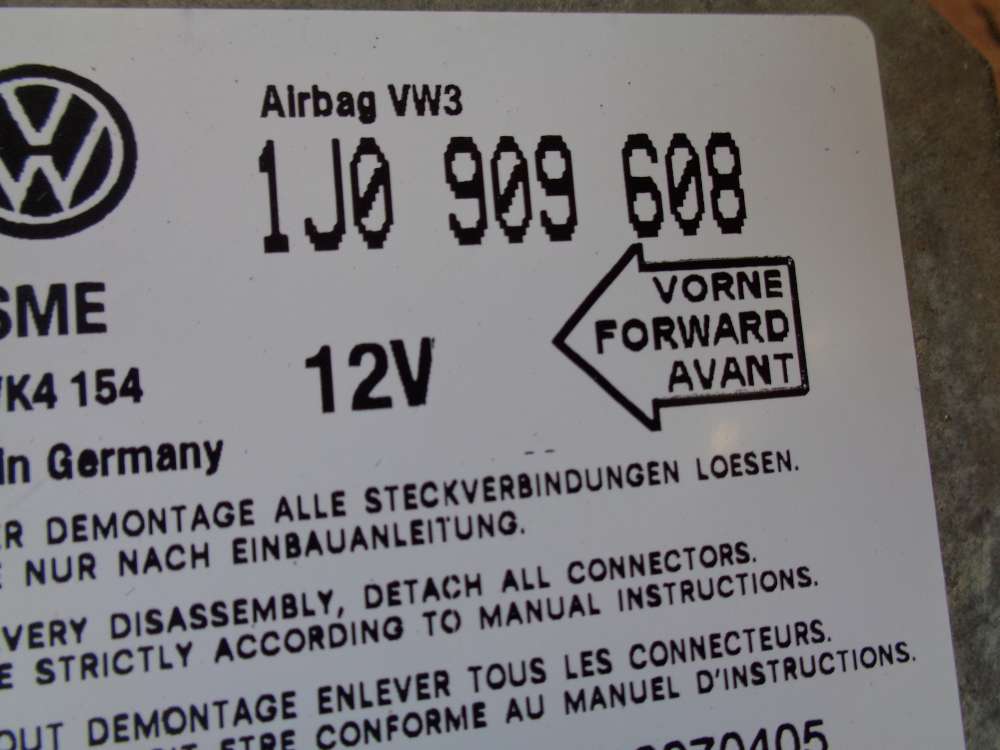 Airbag VW3
1J0 909 608
VORNE
FORWARD
AVANT
SME
12V
K4 154
in Germany
DEMONTAGE ALLE STECKVERBINDUNGEN LOESEN.
NUR NACH EINBAUANLEITUNG.
VERY DISASSEMBLY, DETACH ALL CONNECTORS.
STRICTLY ACCORDING TO MANUAL INSTRUCTIONS.
OUT DEMONTAGE ENLEVER TOUS LES CONNECTEURS.
ETRE CONFORME AU MANUEL D'INSTRUCTIONS.